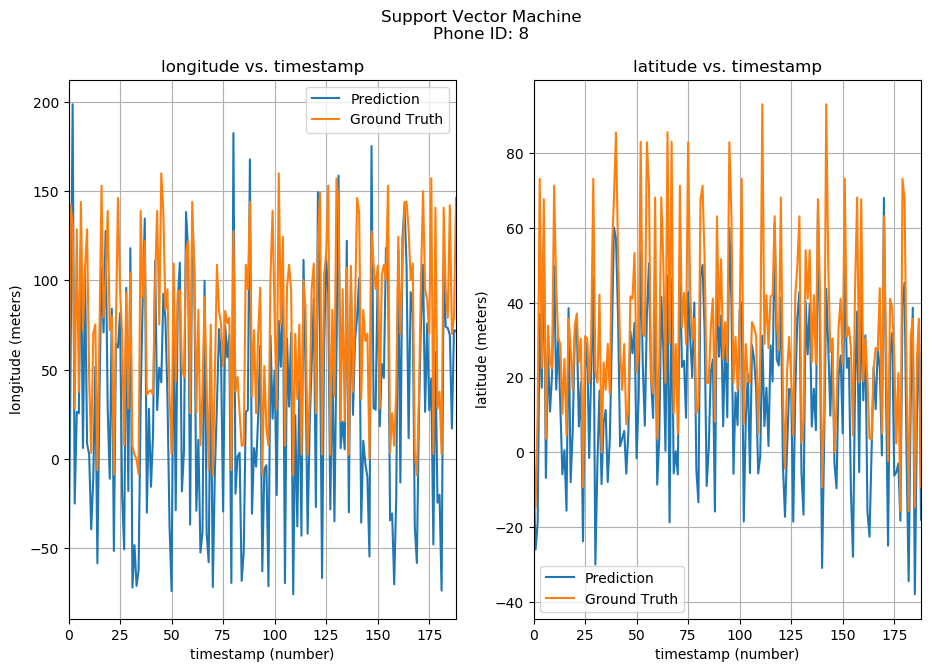 Support Vector Machine
Phone ID: 8
longitude vs. timestamp
longitude (meters)
200
150
100
50
0
−50
Prediction
Ground Truth
0
25
50
75
100
125
150
175
timestamp (number)
latitude vs. timestamp
latitude (meters)
80
60
40
20
0
−20
−40
Prediction
Ground Truth
0
25
50
75
100
125
150
175
timestamp (number)